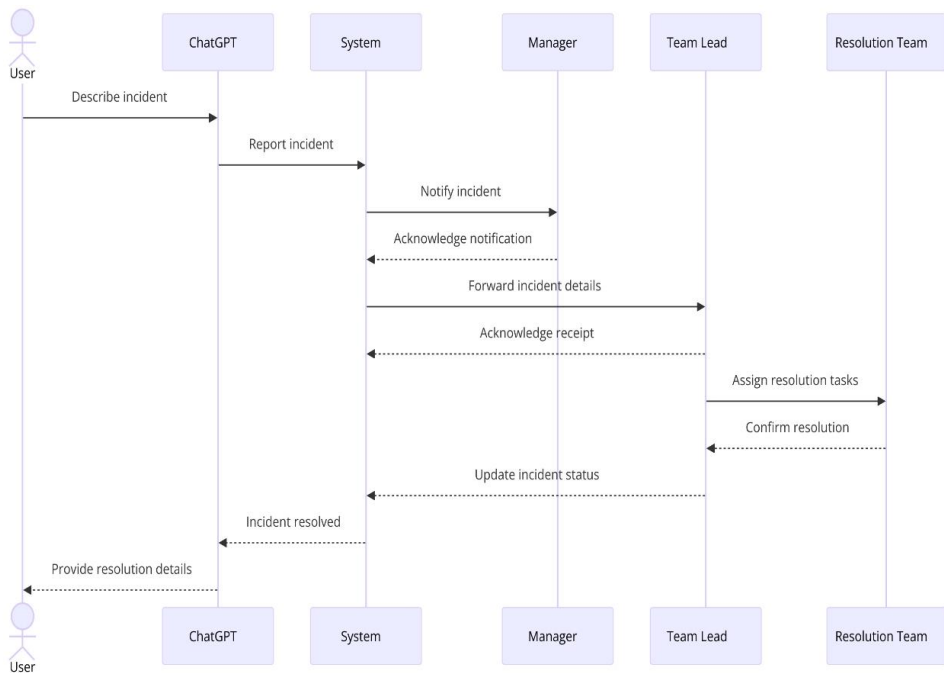 ChatGPT
System
Manager
Team Lead
Resolution Team
User
Describe incident
Report incident
Notify incident
Acknowledge notification
Forward incident details
Acknowledge receipt
Assign resolution tasks
Confirm resolution
Update incident status
Incident resolved
Provide resolution details
ChatGPT
System
Manager
Team Lead
Resolution Team
User